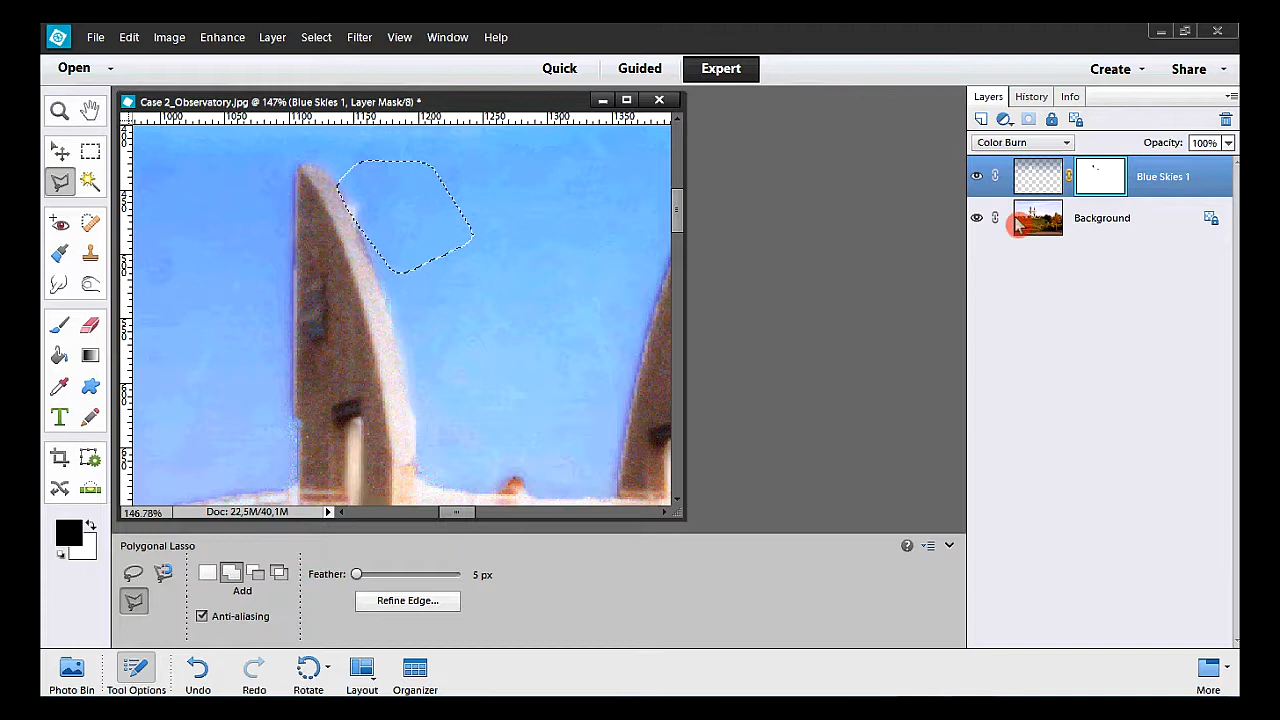 File Edit Image Enhance Layer Select Filter View Window Help
Open Quick Guided Expert Create Share
Case 2_Observatory.jpg @ 147% (Blue Skies 1, Layer Mask/8) *
1000 1050 1100 1150 1200 1250 1300 1350
Layers History Info
Color Burn Opacity: 100%
Blue Skies 1
Background
146.78% Doc: 22,5M/40,1M
Polygonal Lasso
Feather: 5 px
Add
Refine Edge...
Anti-aliasing
Photo Bin Tool Options Undo Redo Rotate Layout Organizer More